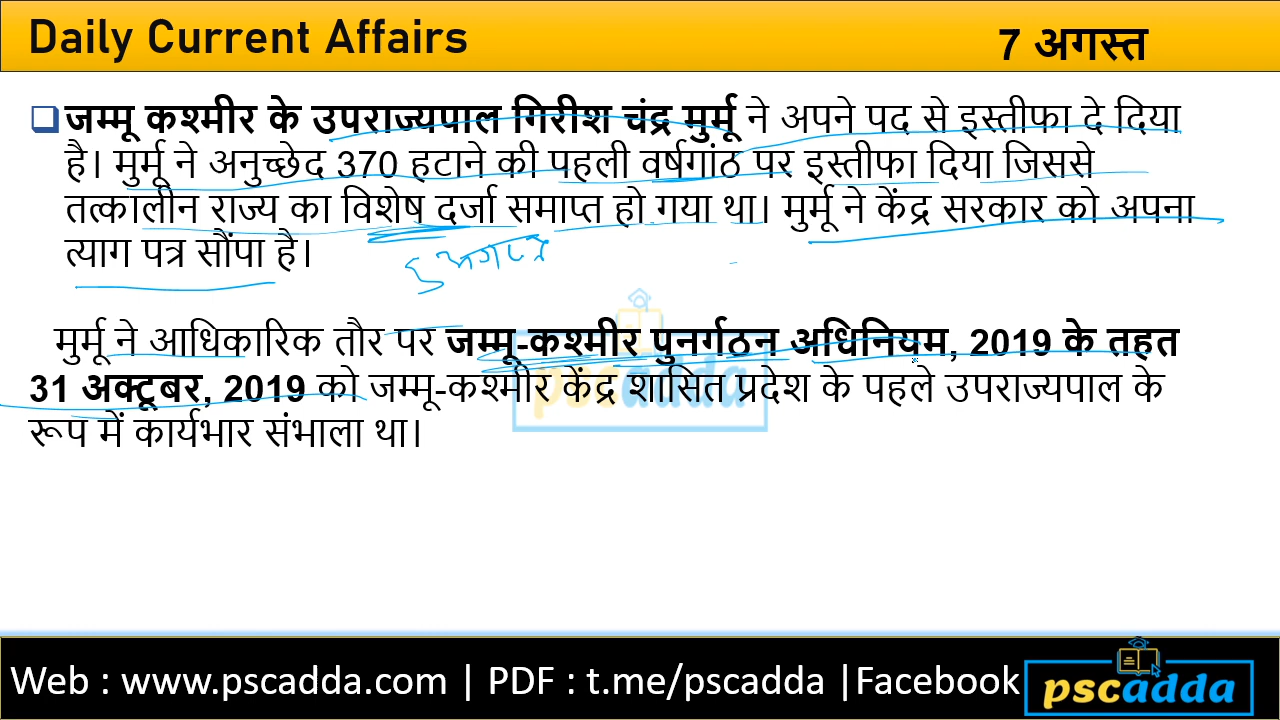 Daily Current Affairs
7 अगस्त
जम्मू कश्मीर के उपराज्यपाल गिरीश चंद्र मुर्मू ने अपने पद से इस्तीफा दे दिया
है। मुर्मू ने अनुच्छेद 370 हटाने की पहली वर्षगांठ पर इस्तीफा दिया जिससे
तत्कालीन राज्य का विशेष दर्जा समाप्त हो गया था। मुर्मू ने केंद्र सरकार को अपना
त्याग पत्र सौंपा है।
5 अगस्त
मुर्मू ने आधिकारिक तौर पर जम्मू-कश्मीर पुनर्गठन अधिनियम, 2019 के तहत
31 अक्टूबर, 2019 को जम्मू-कश्मीर केंद्र शासित प्रदेश के पहले उपराज्यपाल के
रूप में कार्यभार संभाला था।
pscadda
Web : www.pscadda.com | PDF : t.me/pscadda |Facebook
pscadda